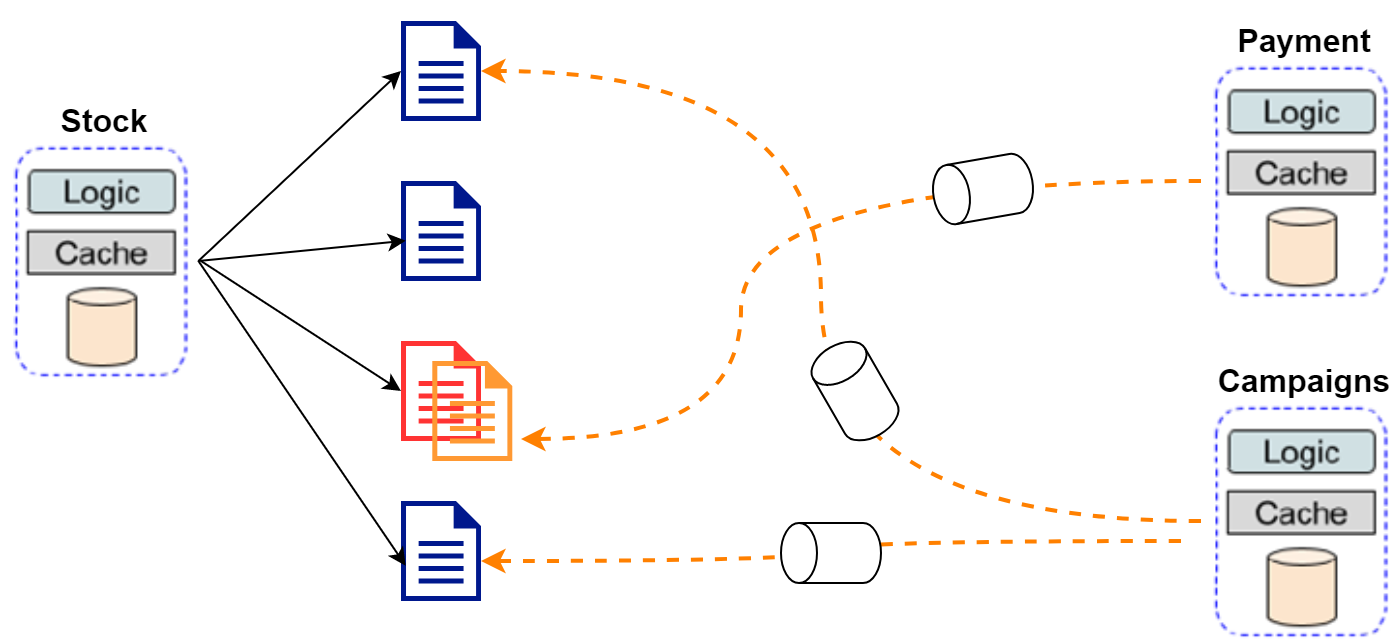 Stock
Logic
Cache
Payment
Logic
Cache
Campaigns
Logic
Cache